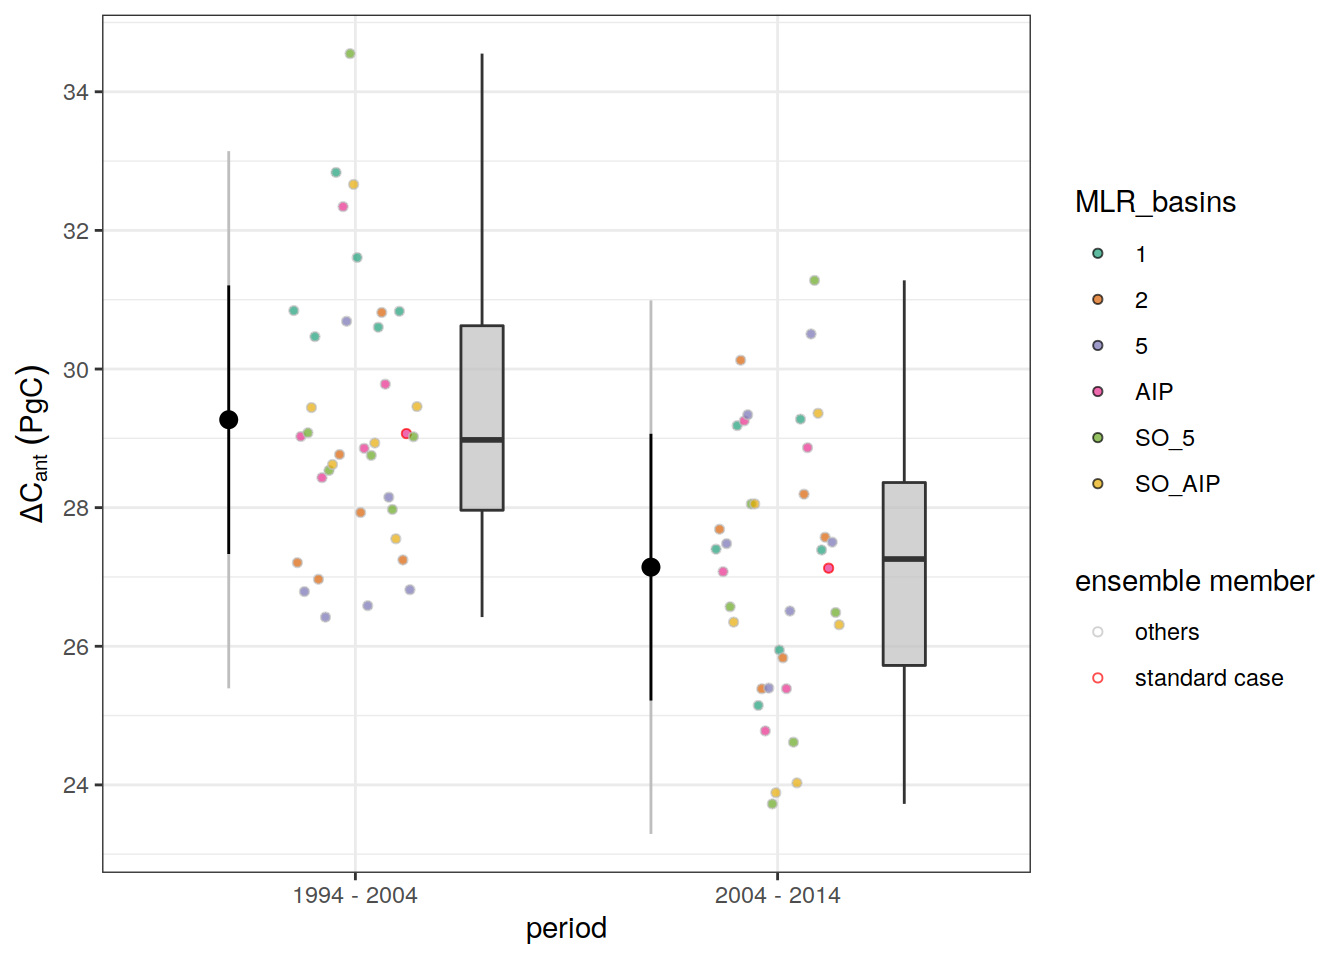 34
32
30
28
26
24
ΔCant (PgC)
1994 - 2004
2004 - 2014
period
MLR_basins
1
2
5
AIP
SO_5
SO_AIP
ensemble member
others
standard case